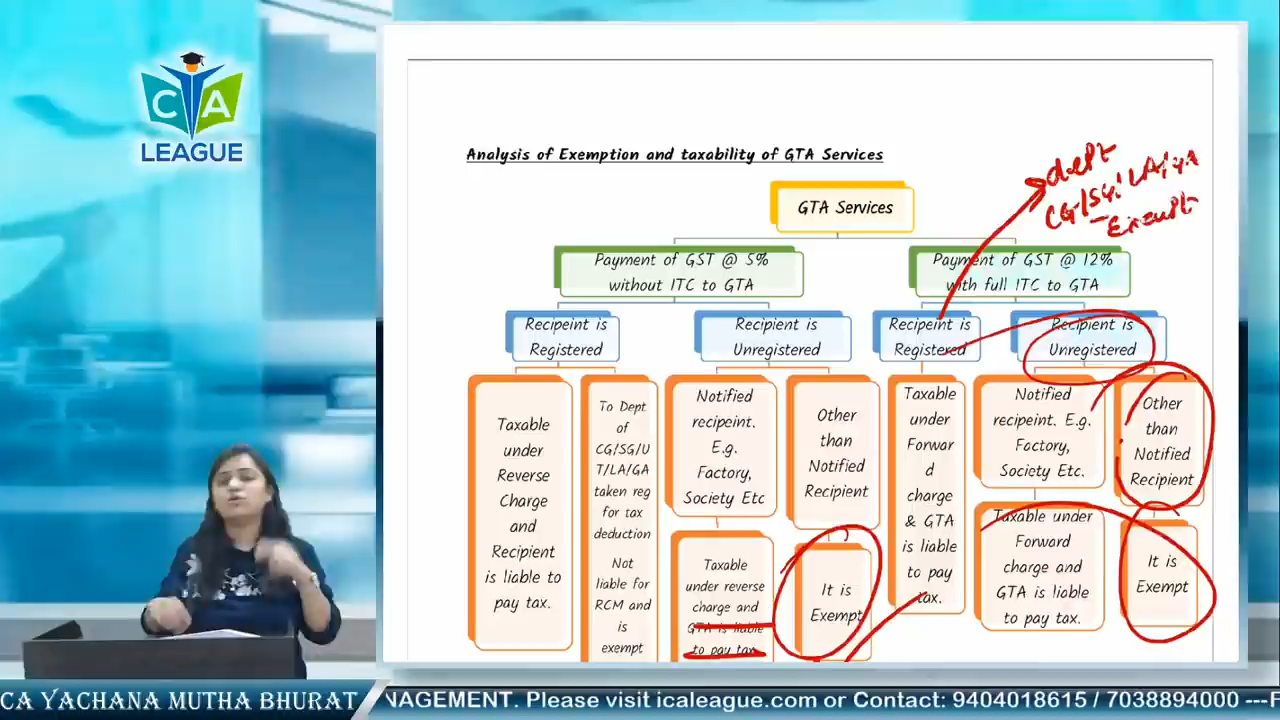 CA
LEAGUE
Analysis of Exemption and taxability of GTA Services
dept
CG/SG/LA/GA
Exempt
GTA Services
Payment of GST @ 5%
without ITC to GTA
Payment of GST @ 12%
with full ITC to GTA
Recipeint is
Registered
Recipient is
Unregistered
Recipeint is
Registered
Recipient is
Unregistered
Taxable
under
Reverse
Charge
and
Recipient
is liable to
pay tax.
To Dept
of
CG/SG/U
T/LA/GA
taken reg
for tax
deduction
Not
liable for
RCM and
is
exempt
Notified
recipeint.
E.g.
Factory,
Society Etc
Taxable
under reverse
charge and
GTA is liable
to pay tax.
Other
than
Notified
Recipient
It is
Exempt
Taxable
under
Forwar
d
charge
& GTA
is liable
to pay
tax.
Notified
recipeint. E.g.
Factory,
Society Etc.
Taxable under
Forward
charge and
GTA is liable
to pay tax.
Other
than
Notified
Recipient
It is
Exempt
CA YACHANA MUTHA BHURAT
NAGEMENT. Please visit icaleague.com or Contact: 9404018615 / 7038894000 ---F